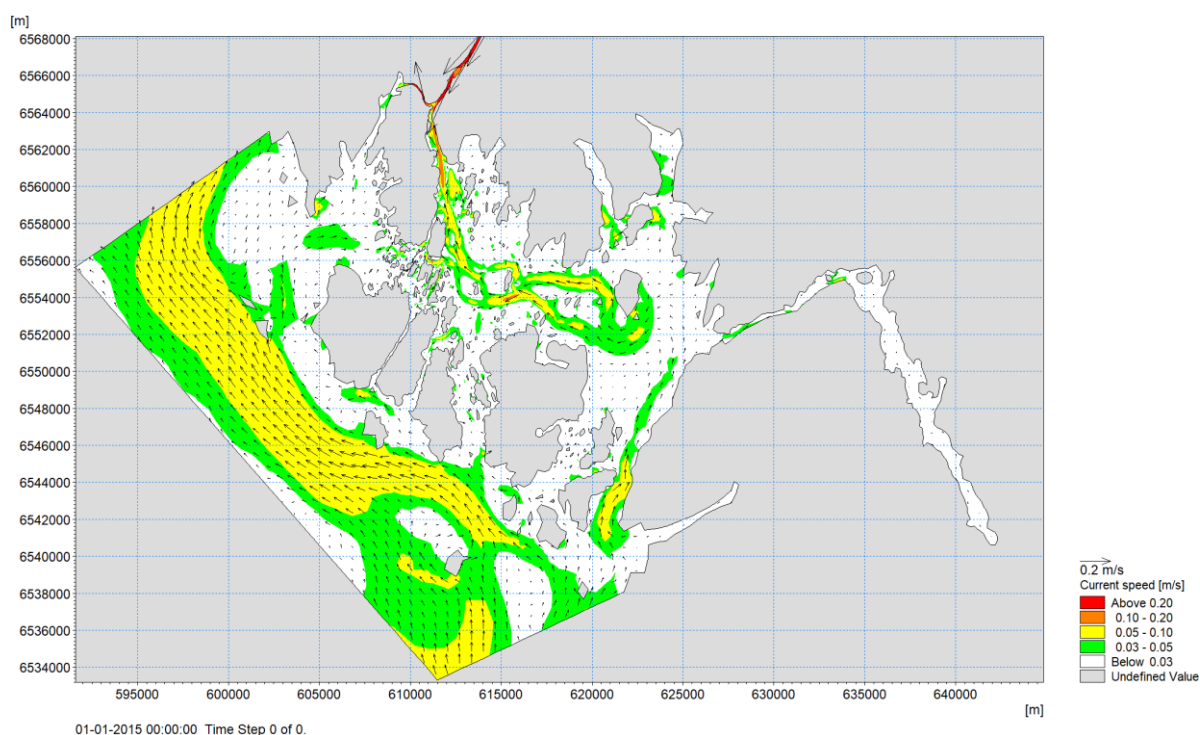 [m]
6568000
6566000
6564000
6562000
6560000
6558000
6556000
6554000
6552000
6550000
6548000
6546000
6544000
6542000
6540000
6538000
6536000
6534000
595000 600000 605000 610000 615000 620000 625000 630000 635000 640000
[m]
01-01-2015 00:00:00 Time Step 0 of 0.
0.2 m/s
Current speed [m/s]
Above 0.20
0.10 - 0.20
0.05 - 0.10
0.03 - 0.05
Below 0.03
Undefined Value